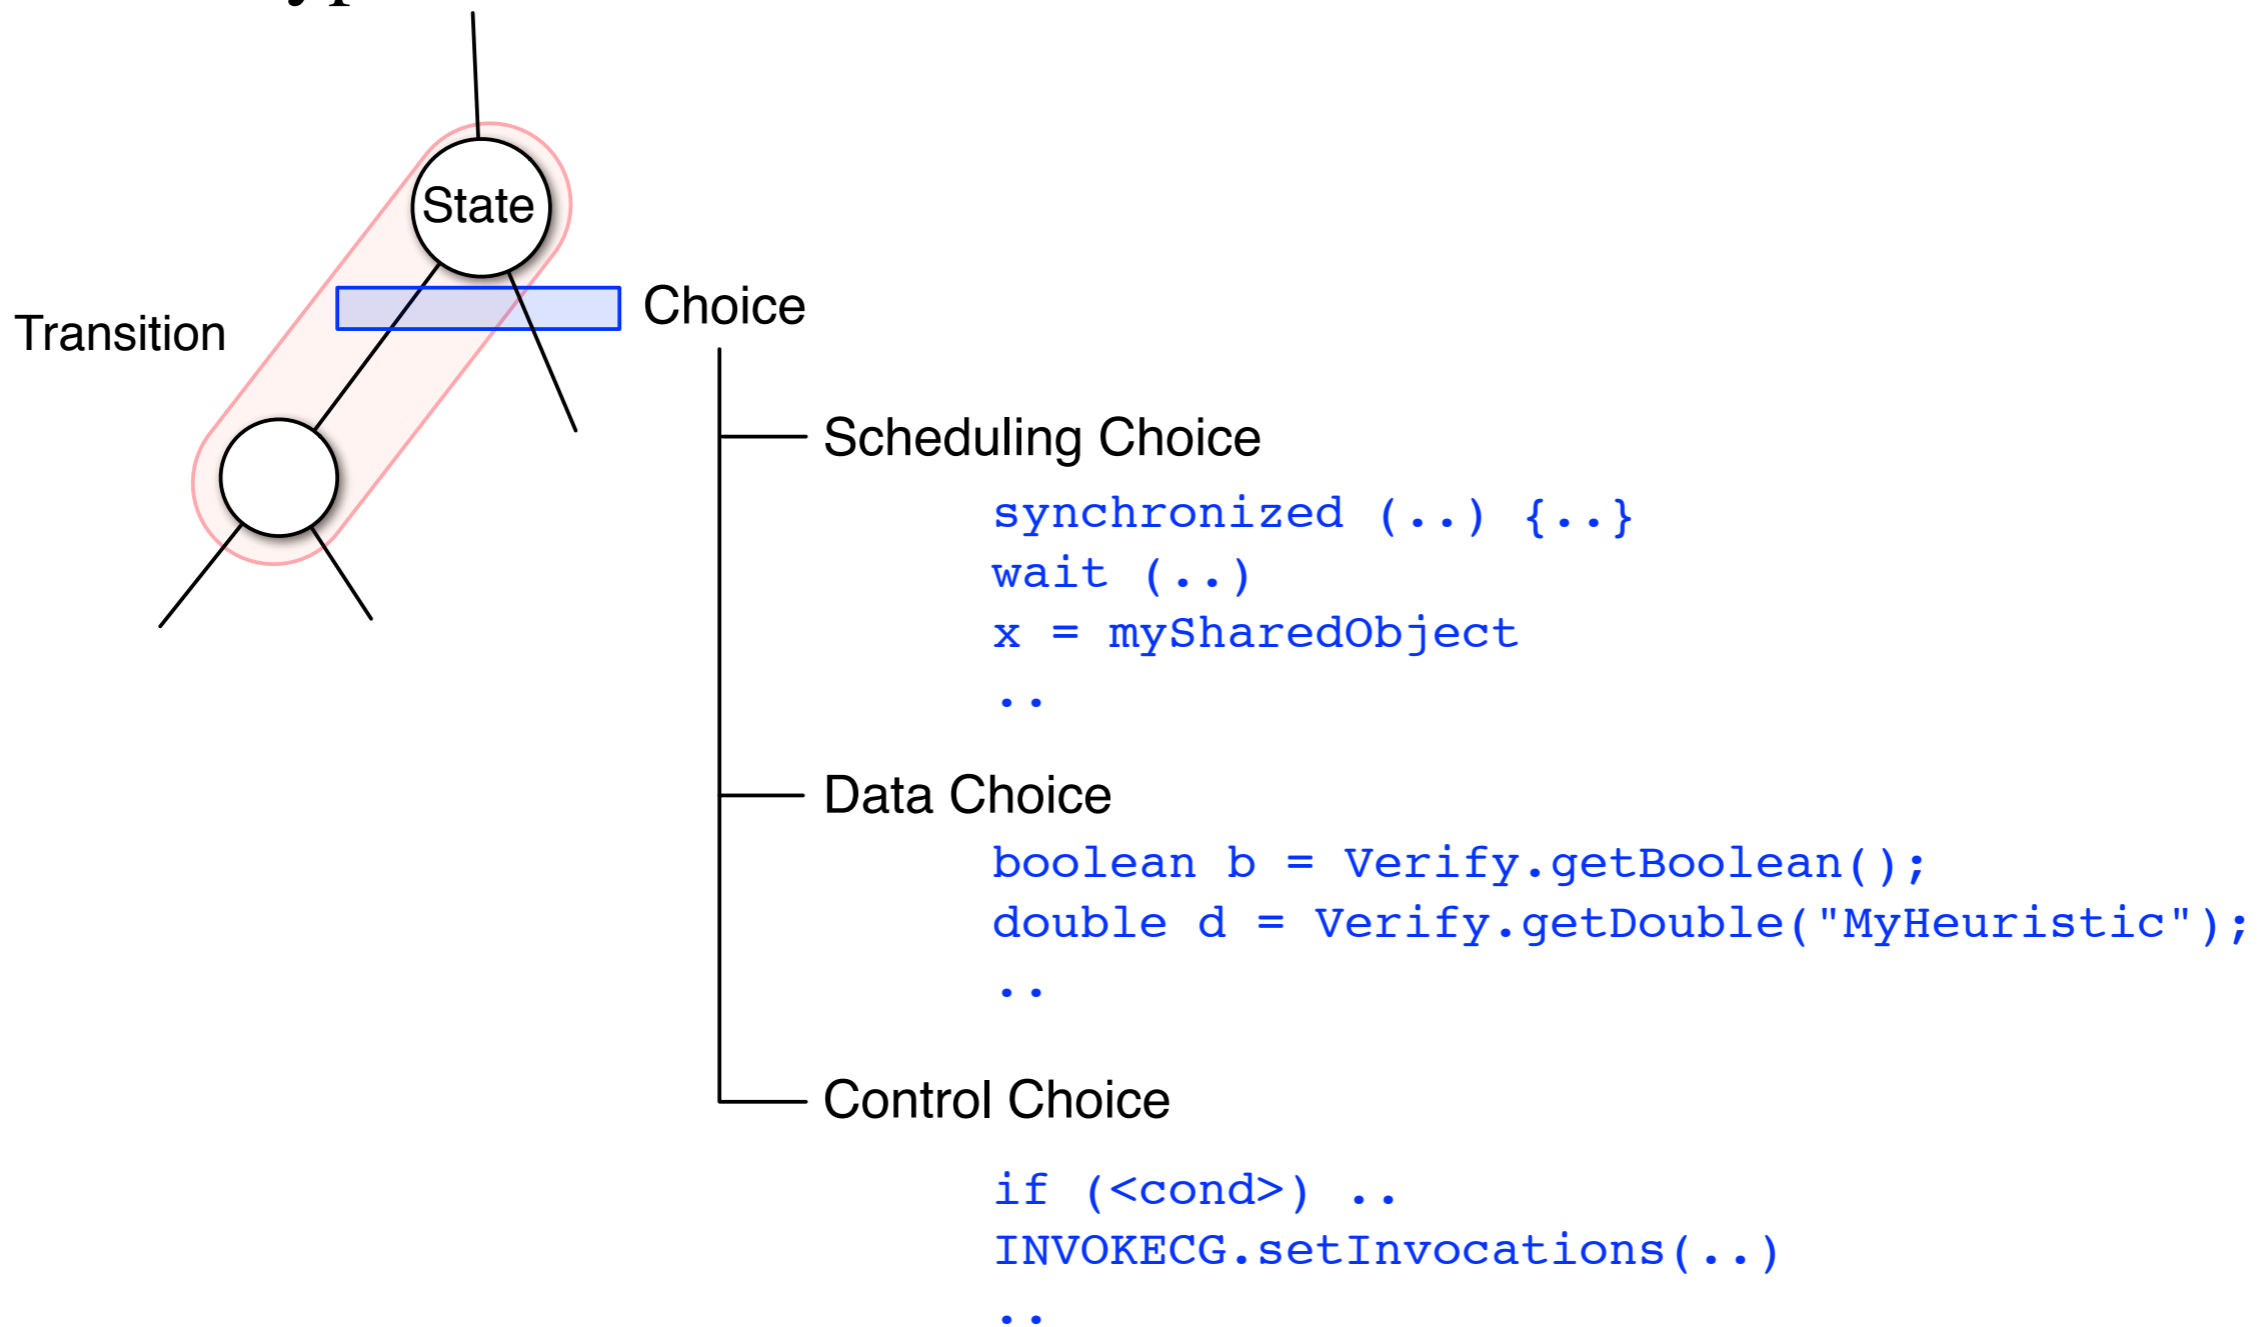 State
Transition
Choice
Scheduling Choice
synchronized (..) {..}
wait (..)
x = mySharedObject
..
Data Choice
boolean b = Verify.getBoolean();
double d = Verify.getDouble("MyHeuristic");
..
Control Choice
if (<cond>) ..
INVOKECG.setInvocations(..)
..